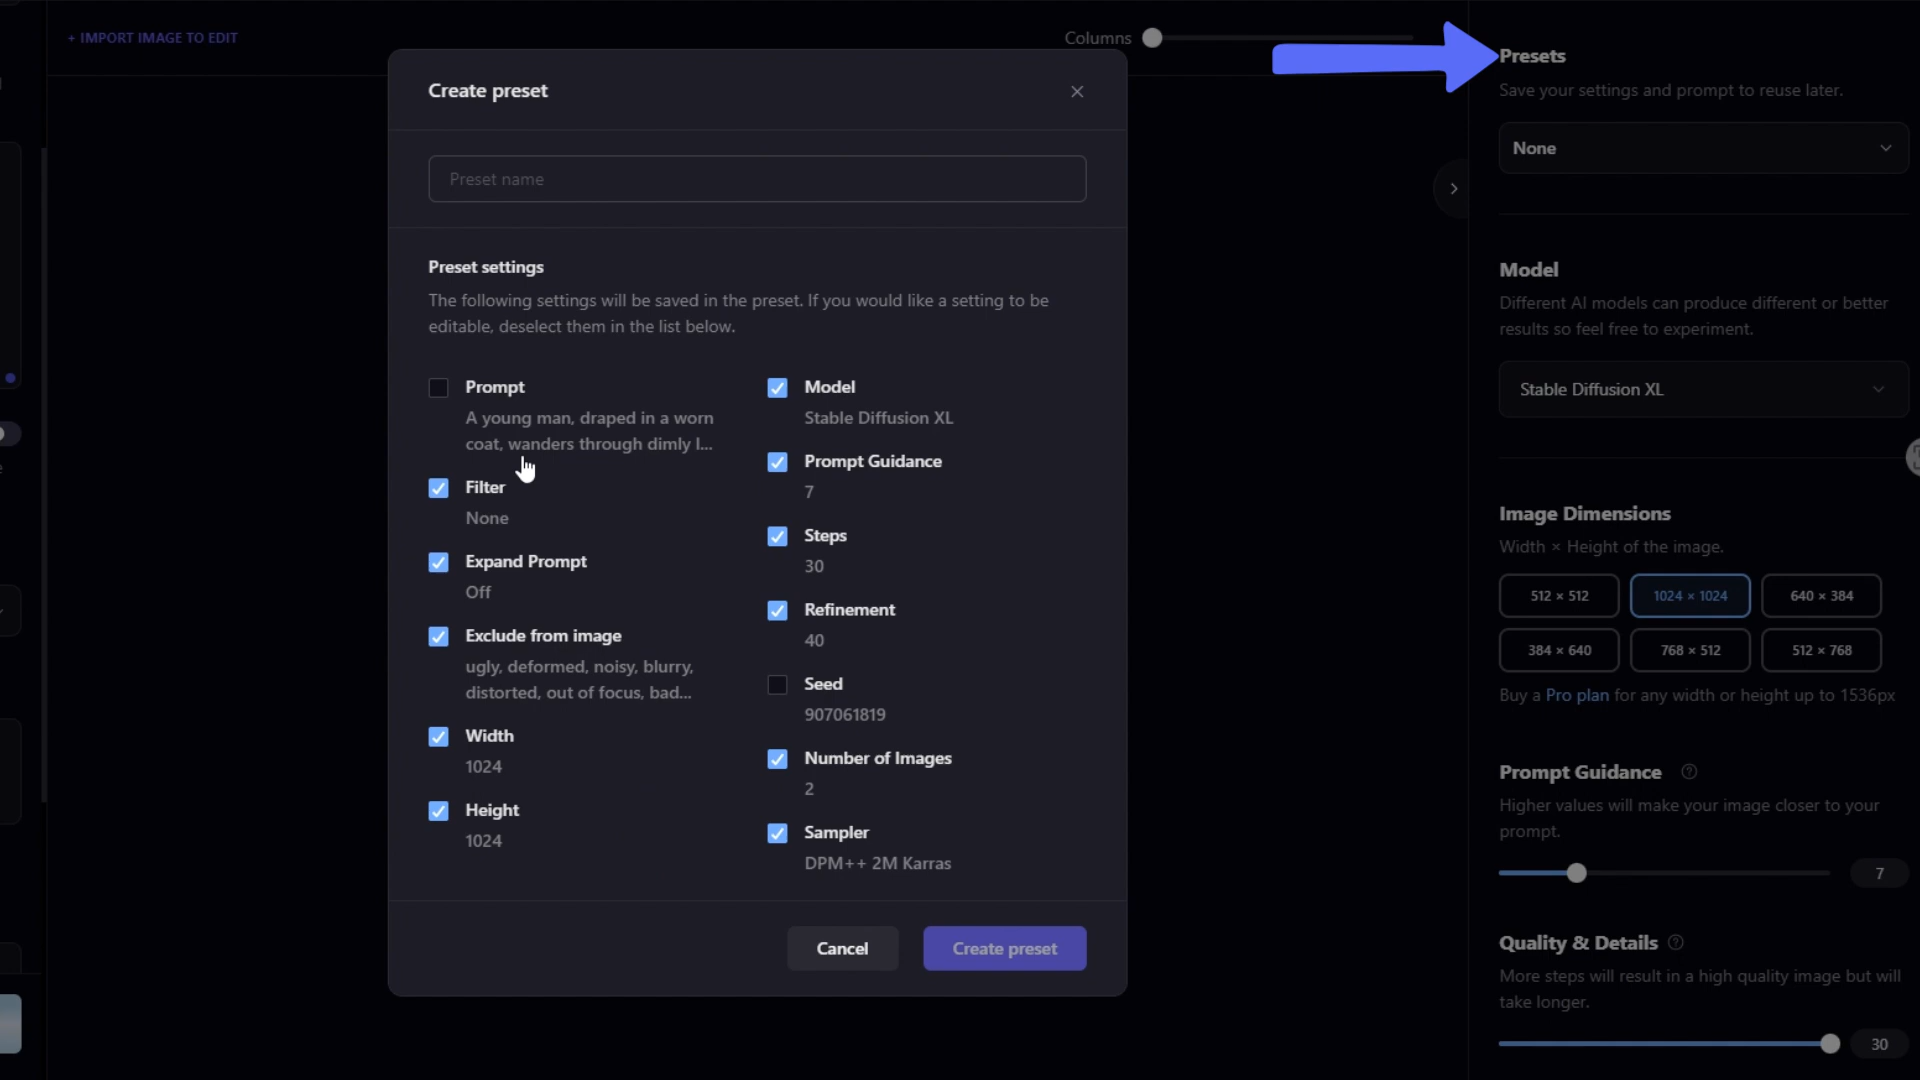 + IMPORT IMAGE TO EDIT
Columns
Create preset
Preset name
Preset settings
The following settings will be saved in the preset. If you would like a setting to be
editable, deselect them in the list below.
Prompt
A young man, draped in a worn
coat, wanders through dimly l...
Filter
None
Expand Prompt
Off
Exclude from image
ugly, deformed, noisy, blurry,
distorted, out of focus, bad...
Width
1024
Height
1024
Model
Stable Diffusion XL
Prompt Guidance
7
Steps
30
Refinement
40
Seed
907061819
Number of Images
2
Sampler
DPM++ 2M Karras
Cancel
Create preset
Presets
Save your settings and prompt to reuse later.
None
Model
Different AI models can produce different or better
results so feel free to experiment.
Stable Diffusion XL
Image Dimensions
Width × Height of the image.
512 × 512
1024 × 1024
640 × 384
384 × 640
768 × 512
512 × 768
Buy a Pro plan for any width or height up to 1536px
Prompt Guidance
Higher values will make your image closer to your
prompt.
7
Quality & Details
More steps will result in a high quality image but will
take longer.
30